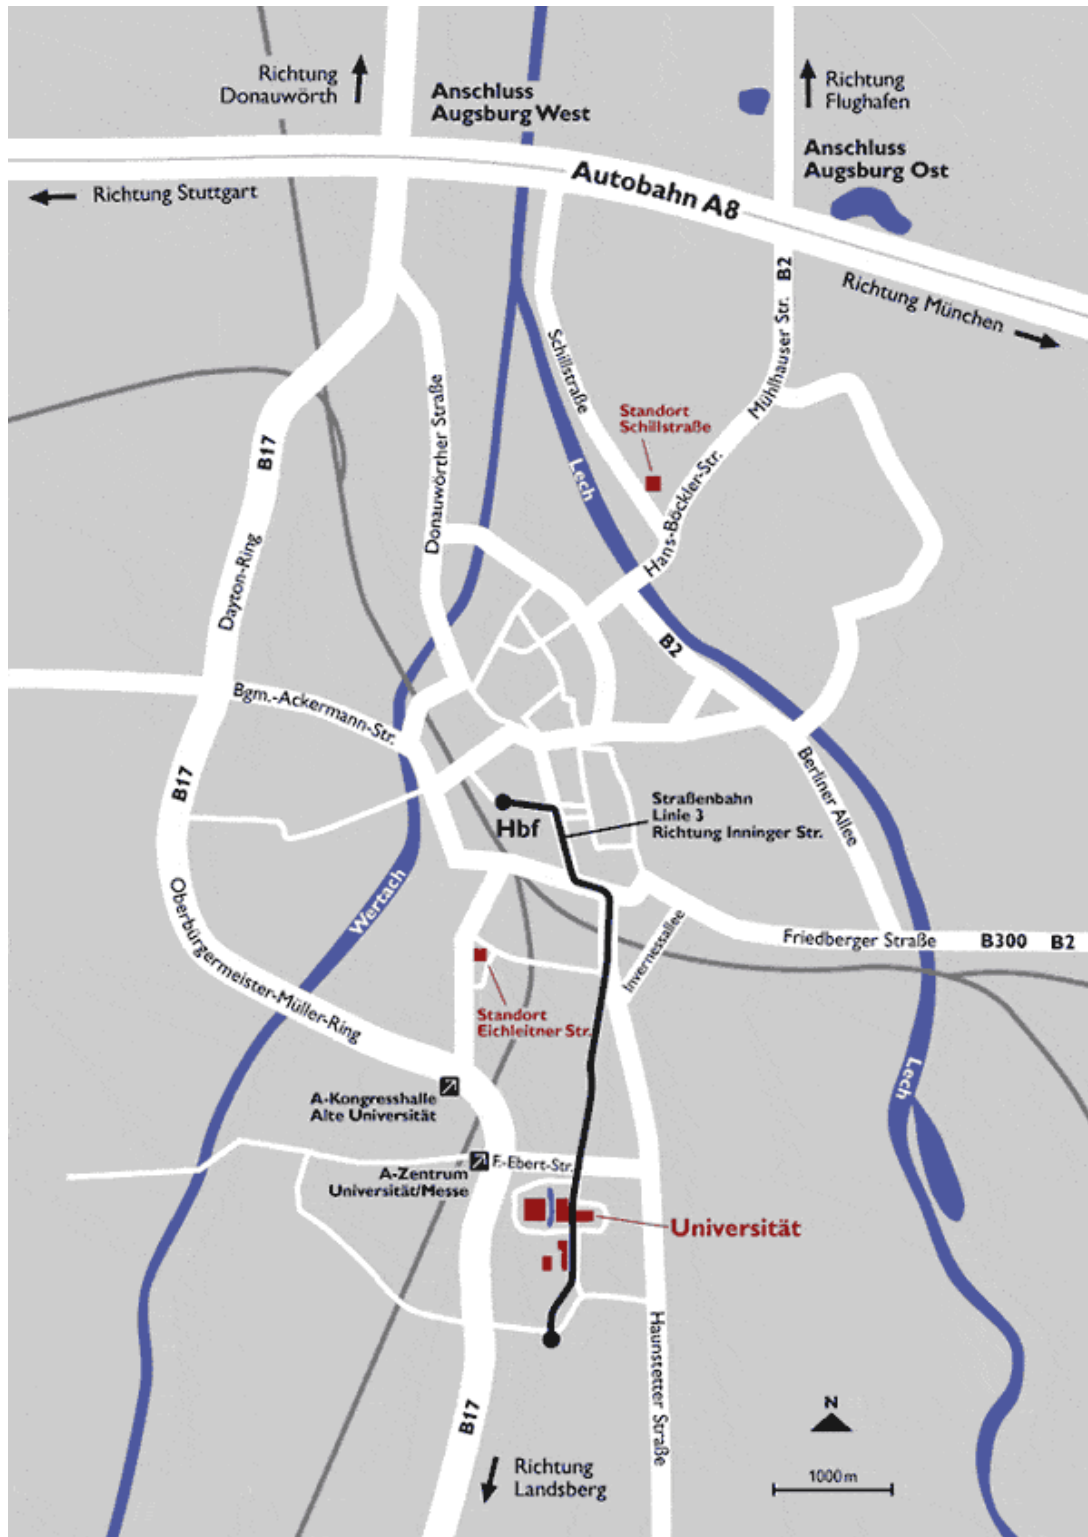 Richtung
Donauwörth
Anschluss
Augsburg West
Richtung
Flughafen
Anschluss
Augsburg Ost
Autobahn A8
Richtung Stuttgart
Richtung München
B2
Mühlhauser Str.
Schillstraße
Standort
Schillstraße
Donauwörther Straße
B17
Lech
Hans-Böckler-Str.
Dayton-Ring
B2
Bgm.-Ackermann-Str.
B17
Berliner Allee
Straßenbahn
Linie 3
Richtung Inninger Str.
Hbf
Wertach
Oberbürgermeister-Müller-Ring
Invernessallee
Friedberger Straße
B300
B2
Standort
Eichleitner Str.
Lech
A-Kongresshalle
Alte Universität
F.-Ebert-Str.
A-Zentrum
Universität/Messe
Universität
Haunstetter Straße
B17
N
Richtung
Landsberg
1000 m